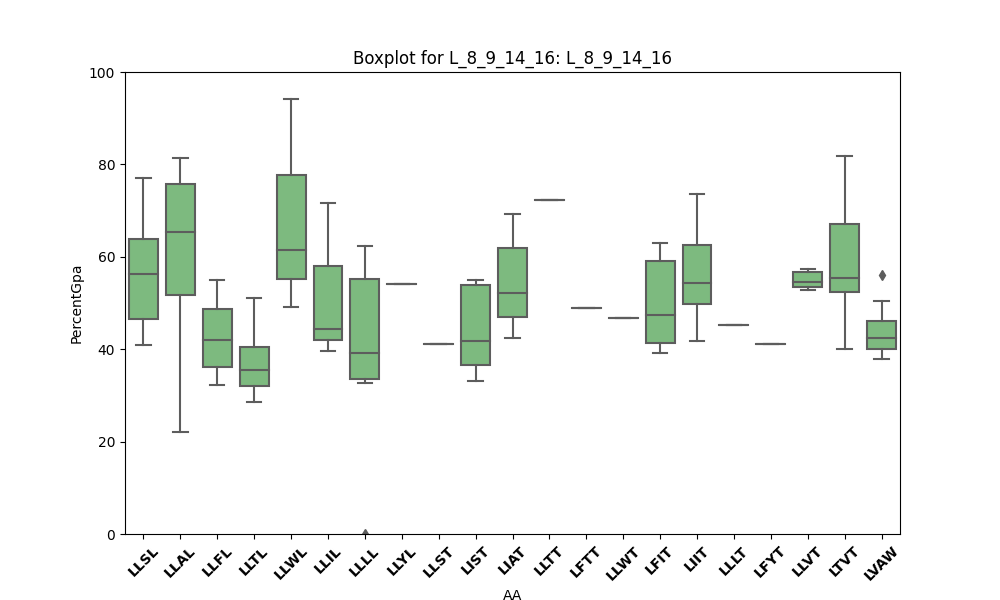 Boxplot for L_8_9_14_16: L_8_9_14_16
100
80
60
40
20
0
PercentGpa
LLSL LLAL LLFL LLTL LLWL LLIL LLLL LLYL LLST LIST LIAT LLTT LFTT LLWT LFIT LIIT LLLT LFYT LLVT LTVT LVAW
AA